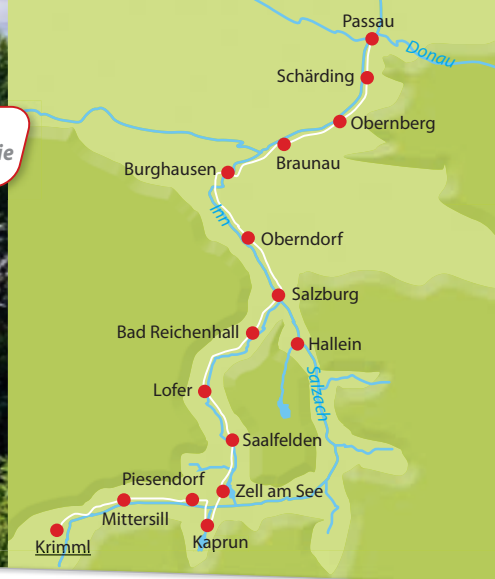 Passau
Donau
Schärding
Obernberg
ie
Braunau
Burghausen
Inn
Oberndorf
Salzburg
Bad Reichenhall
Hallein
Lofer
Salzach
Saalfelden
Piesendorf
Zell am See
Mittersill
Kaprun
Krimml